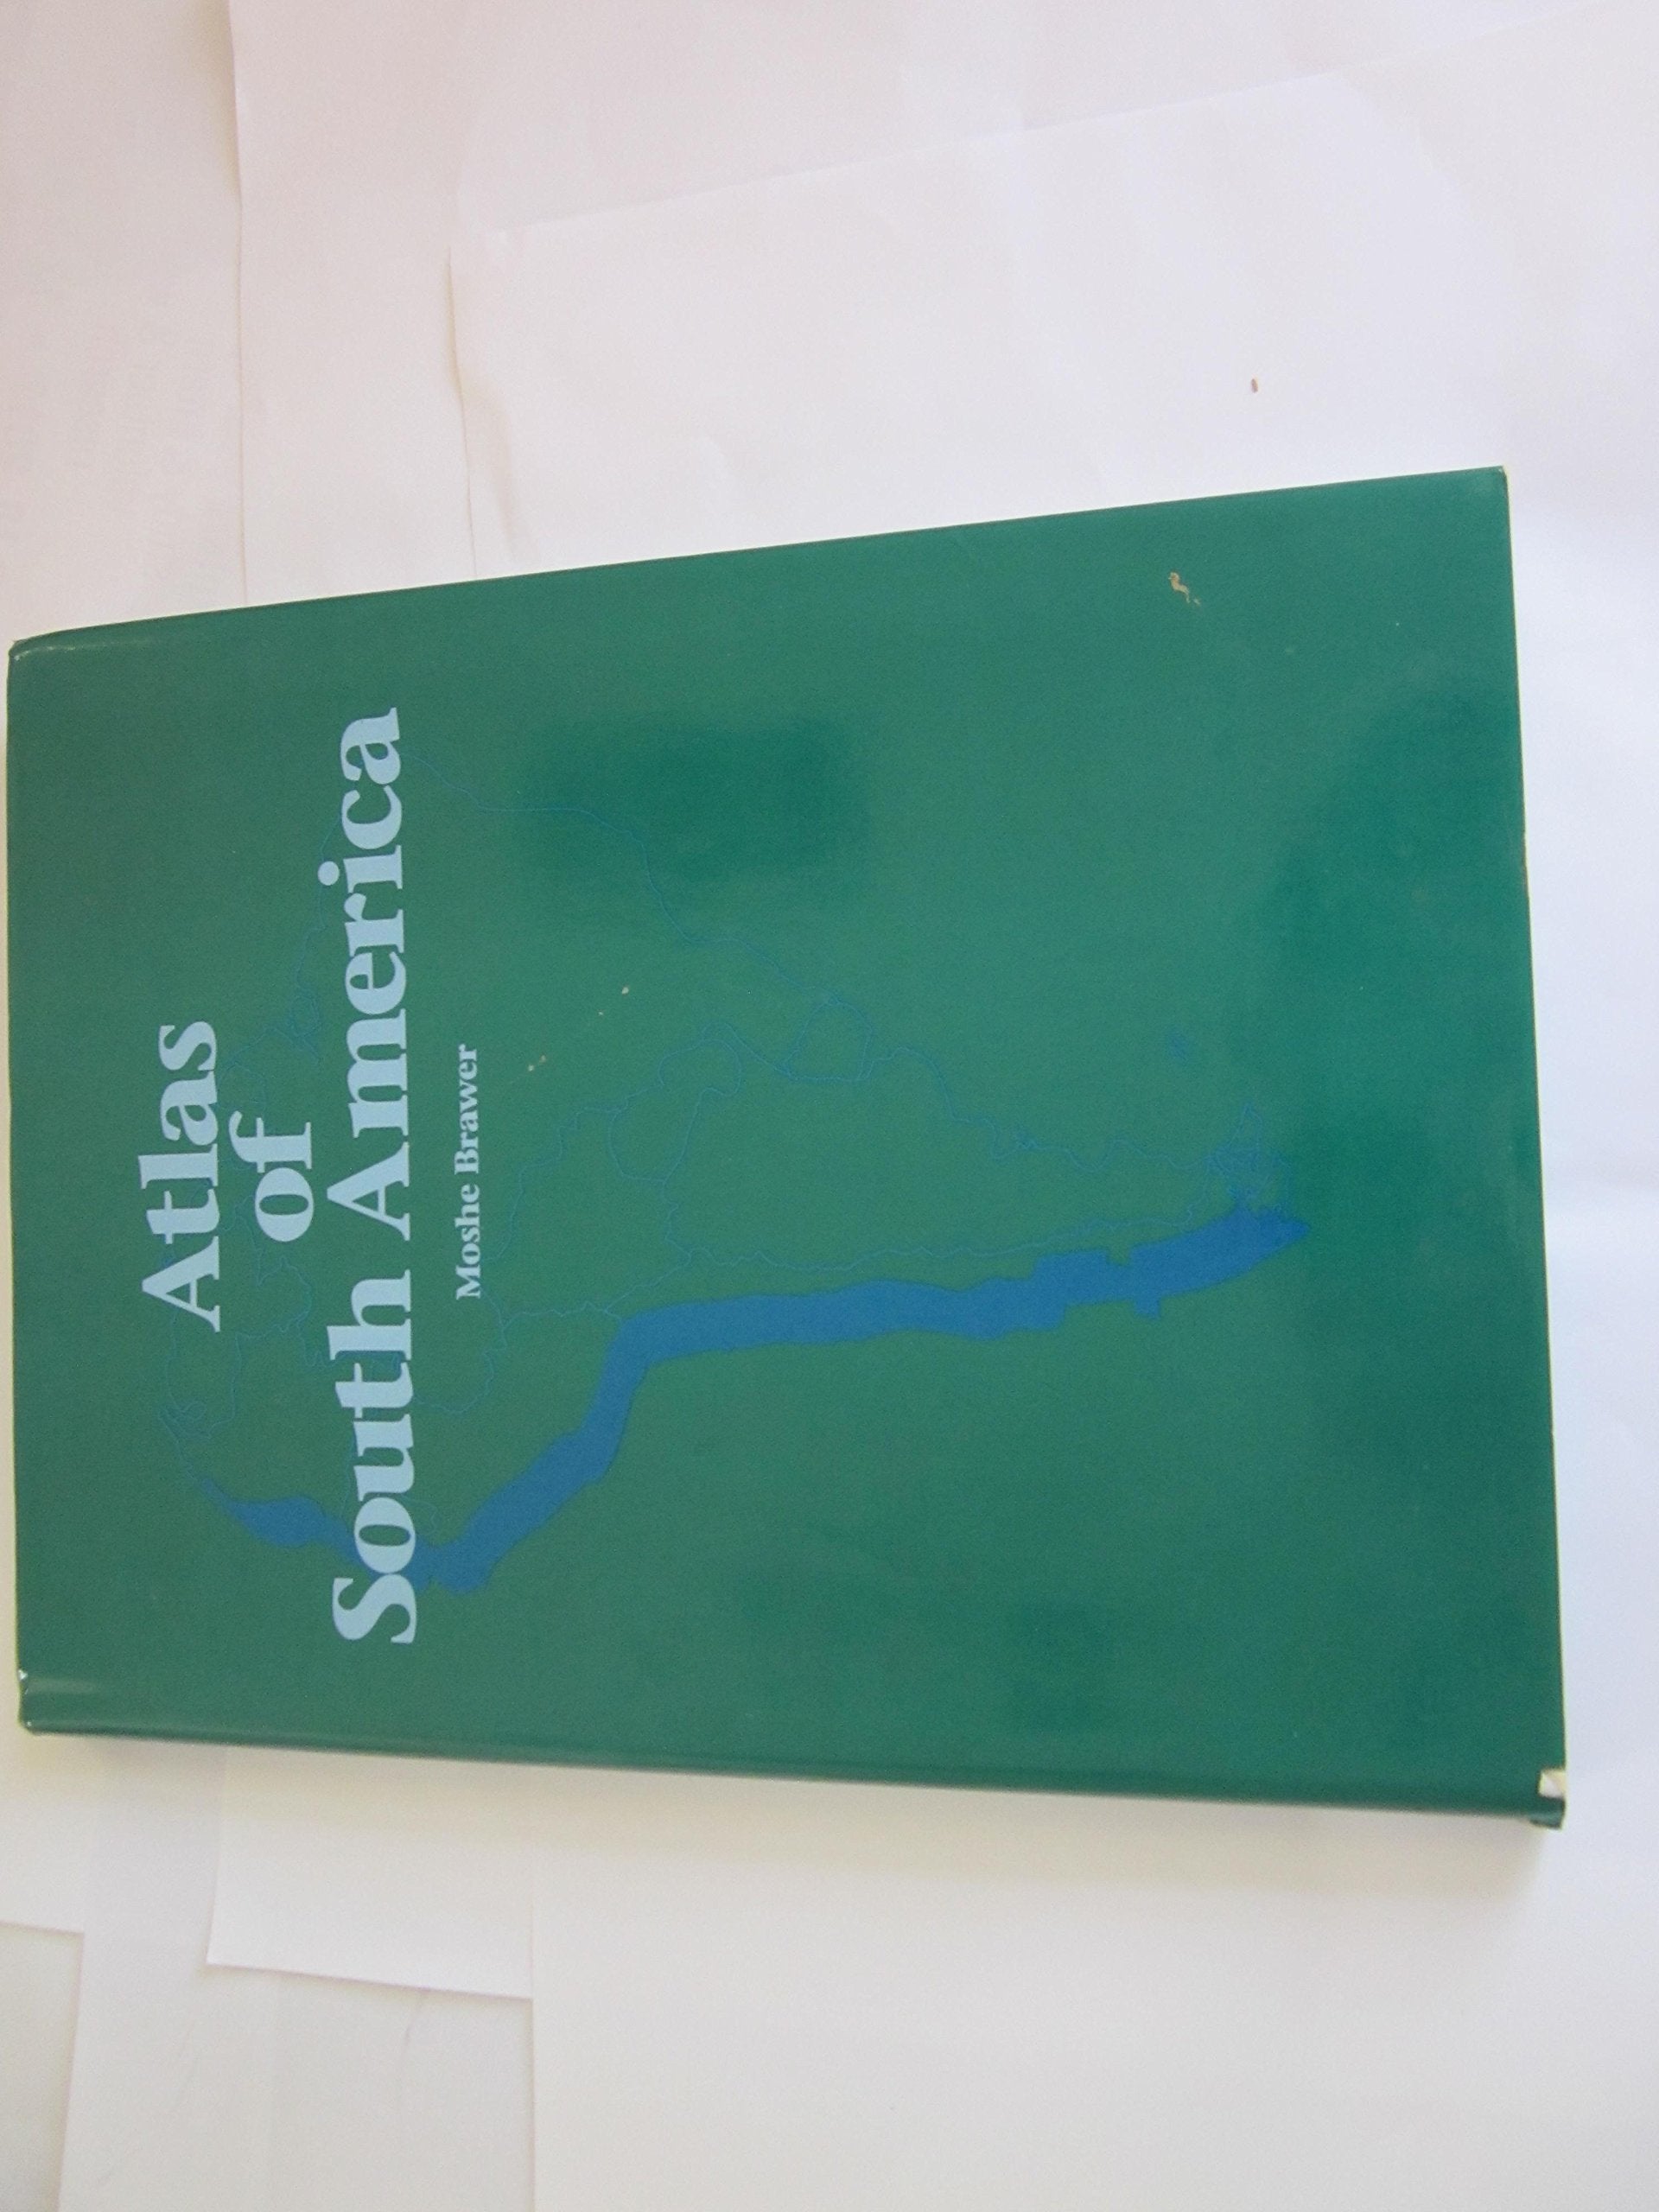 Atlas
of
South America
Moshe Brawer